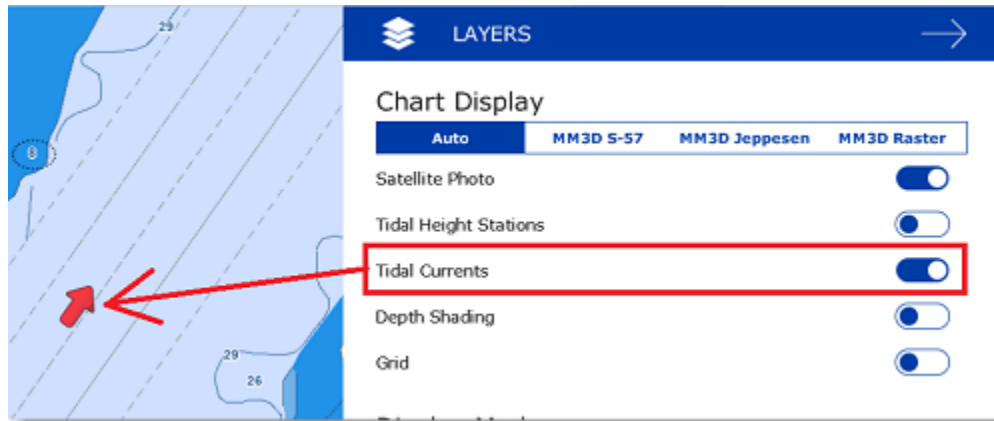 29
8
29
26
LAYERS
Chart Display
Auto MM3D S-57 MM3D Jeppesen MM3D Raster
Satellite Photo
Tidal Height Stations
Tidal Currents
Depth Shading
Grid